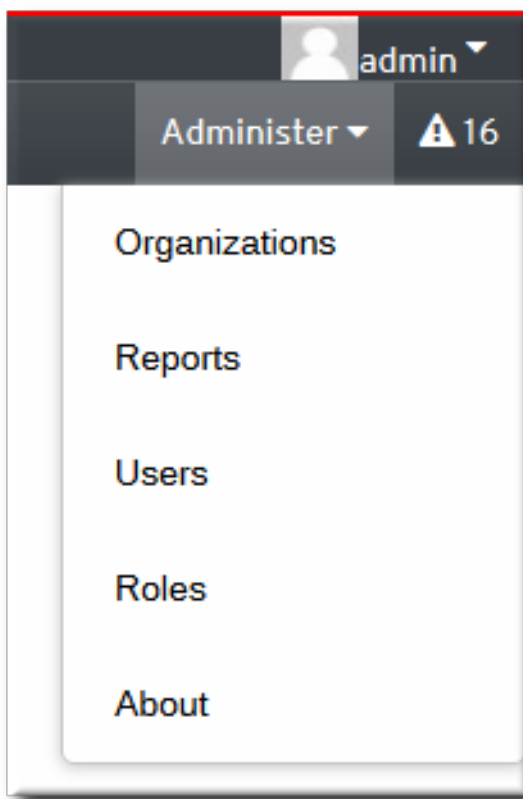 admin
Administer 16
Organizations
Reports
Users
Roles
About